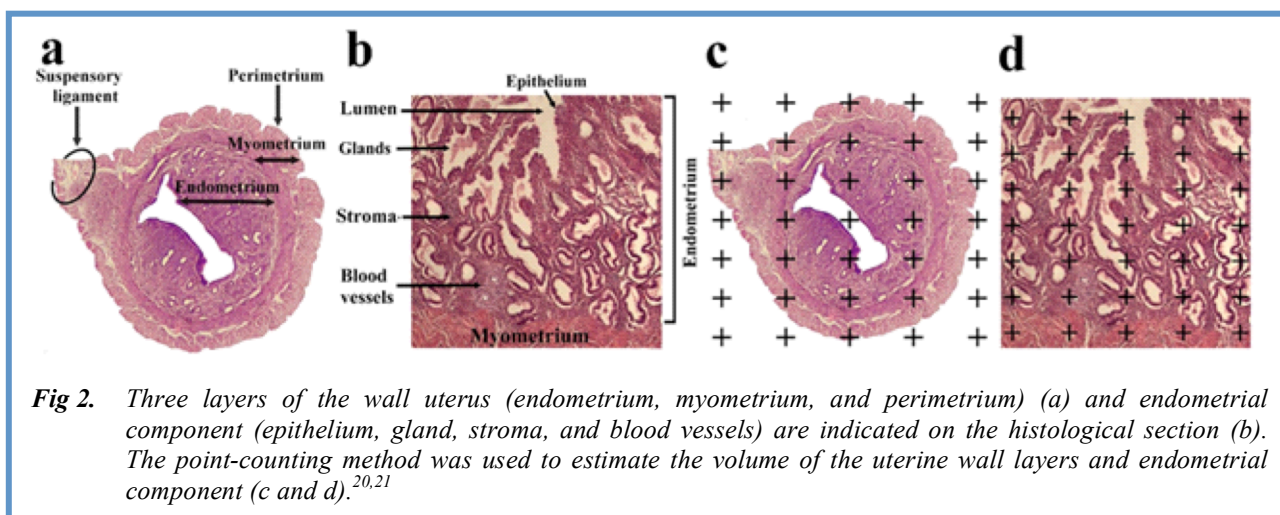 a
b
c
d
Suspensory
ligament
Perimetrium
Myometrium
Endometrium
Epithelium
Lumen
Glands
Stroma
Blood
vessels
Myometrium
Endometrium
Fig 2. Three layers of the wall uterus (endometrium, myometrium, and perimetrium) (a) and endometrial
component (epithelium, gland, stroma, and blood vessels) are indicated on the histological section (b).
The point-counting method was used to estimate the volume of the uterine wall layers and endometrial
component (c and d).20,21